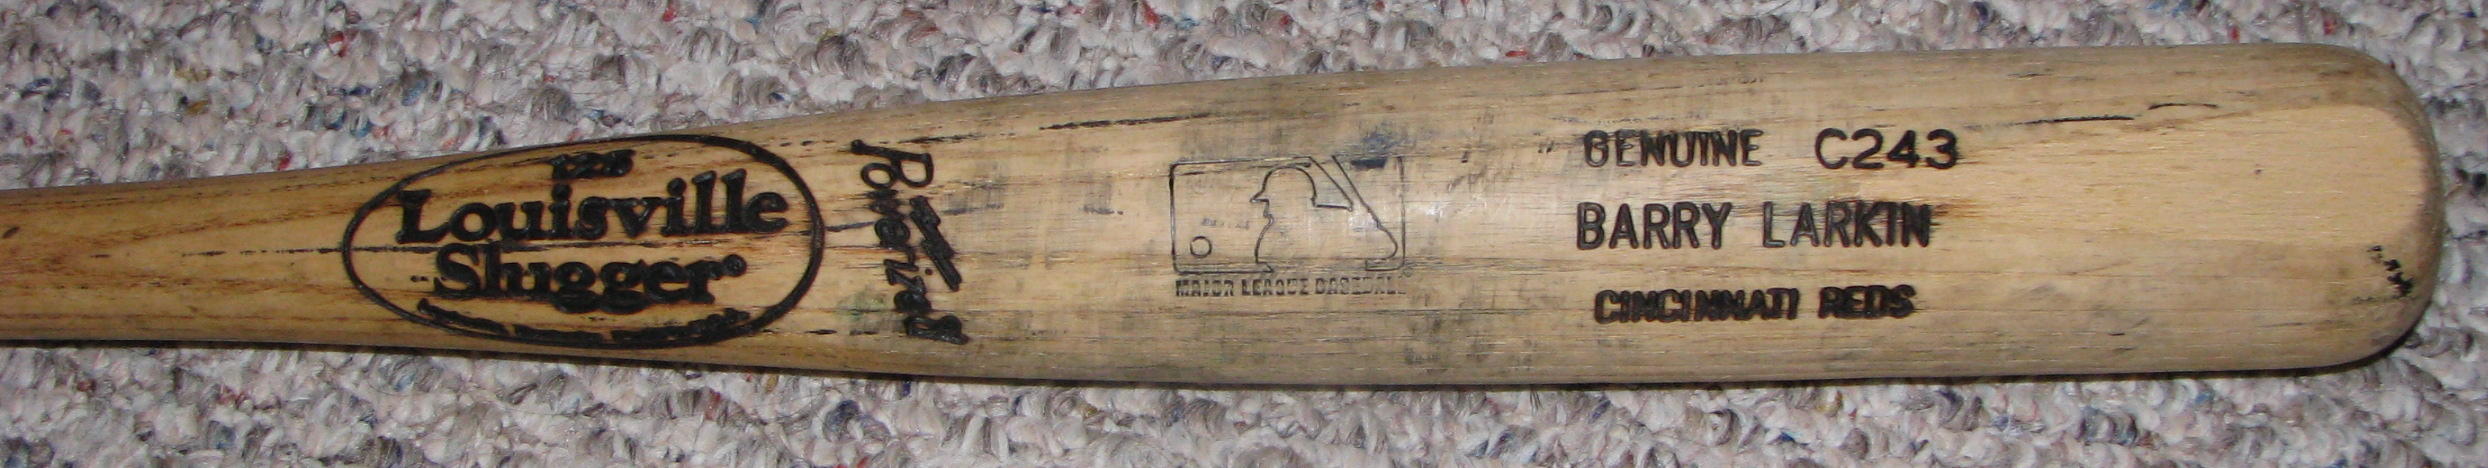 125
Louisville
Slugger®
Powerized
MAJOR LEAGUE BASEBALL
GENUINE C243
BARRY LARKIN
CINCINNATI REDS